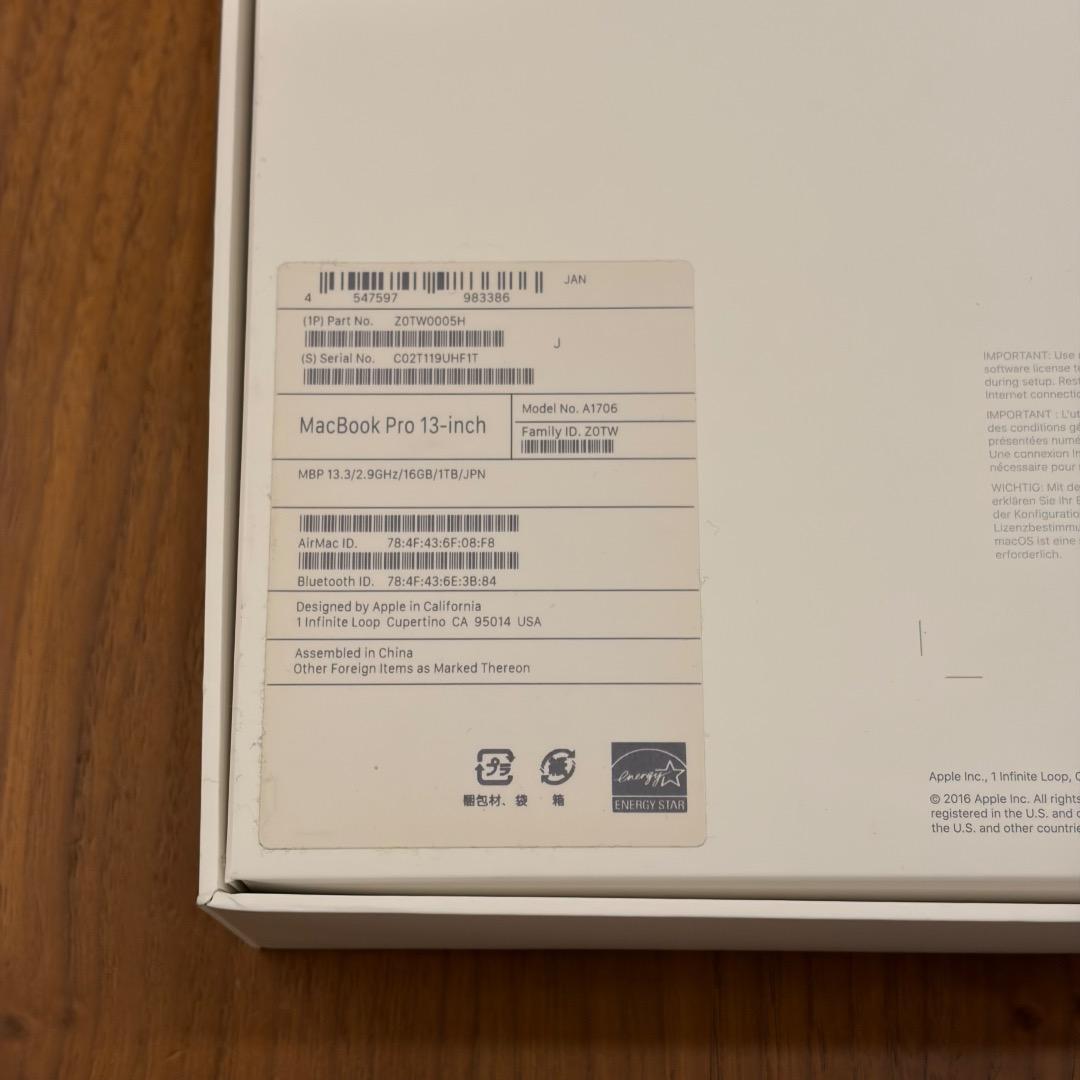 JAN
4 547597 983386
(1P) Part No. Z0TW0005H
J
(S) Serial No. C02T119UHF1T
MacBook Pro 13-inch
Model No. A1706
Family ID. Z0TW
MBP 13.3/2.9GHz/16GB/1TB/JPN
AirMac ID. 78:4F:43:6F:08:F8
Bluetooth ID. 78:4F:43:6E:3B:84
Designed by Apple in California
1 Infinite Loop Cupertino CA 95014 USA
Assembled in China
Other Foreign Items as Marked Thereon
プラ
紙
梱包材、袋
箱
energy
ENERGY STAR
IMPORTANT: Use
software license
during setup.
Internet
IMPORTANT : L'
des conditions
présentées
Une connexion
nécessaire pour
WICHTIG: Mit
erklären Sie Ihr
der
macOS ist eine
erforderlich.
Apple Inc., 1 Infinite Loop,
© 2016 Apple Inc. All rights
registered in the U.S. and
the U.S. and other